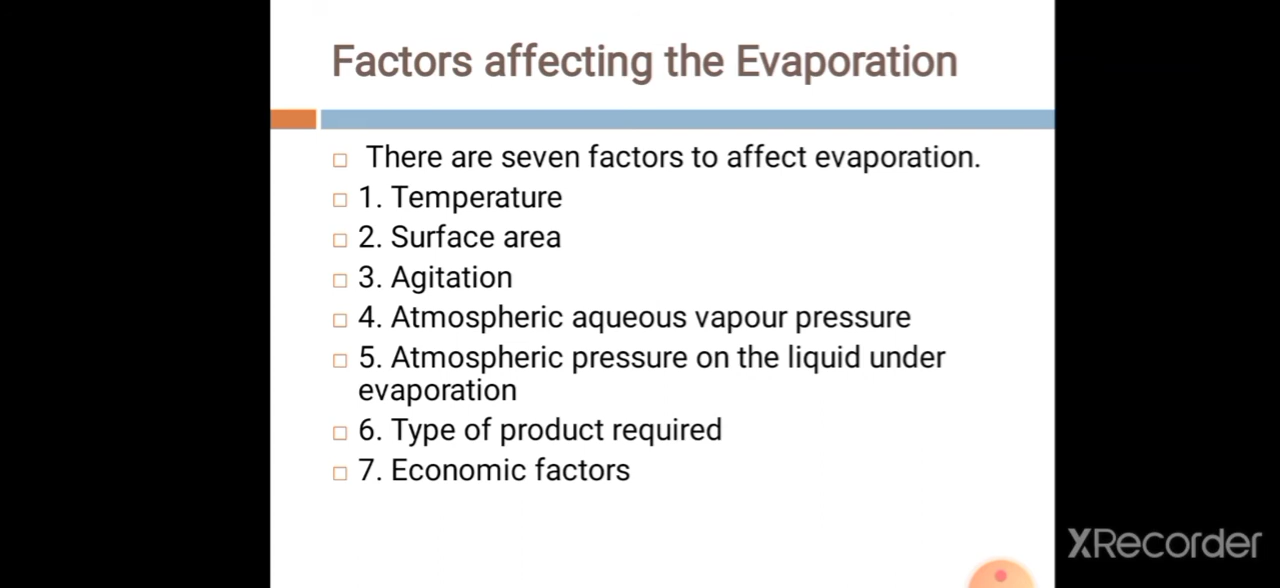 Factors affecting the Evaporation
There are seven factors to affect evaporation.
1. Temperature
2. Surface area
3. Agitation
4. Atmospheric aqueous vapour pressure
5. Atmospheric pressure on the liquid under
evaporation
6. Type of product required
7. Economic factors
XRecorder